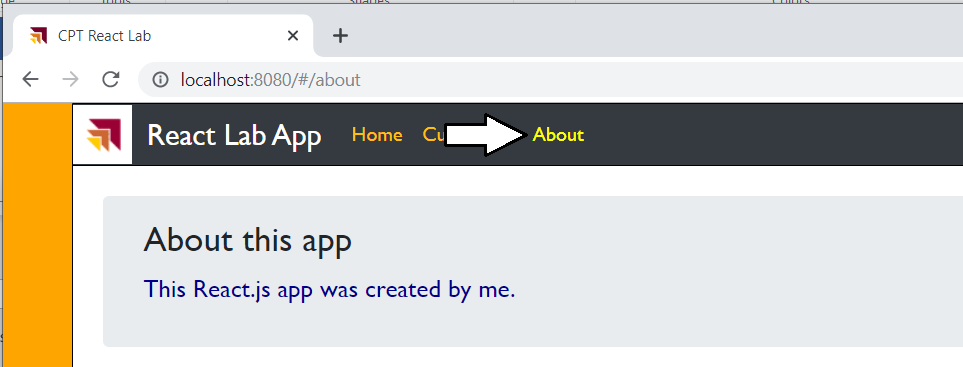 CPT React Lab
localhost:8080/#/about
React Lab App Home About
About this app
This React.js app was created by me.